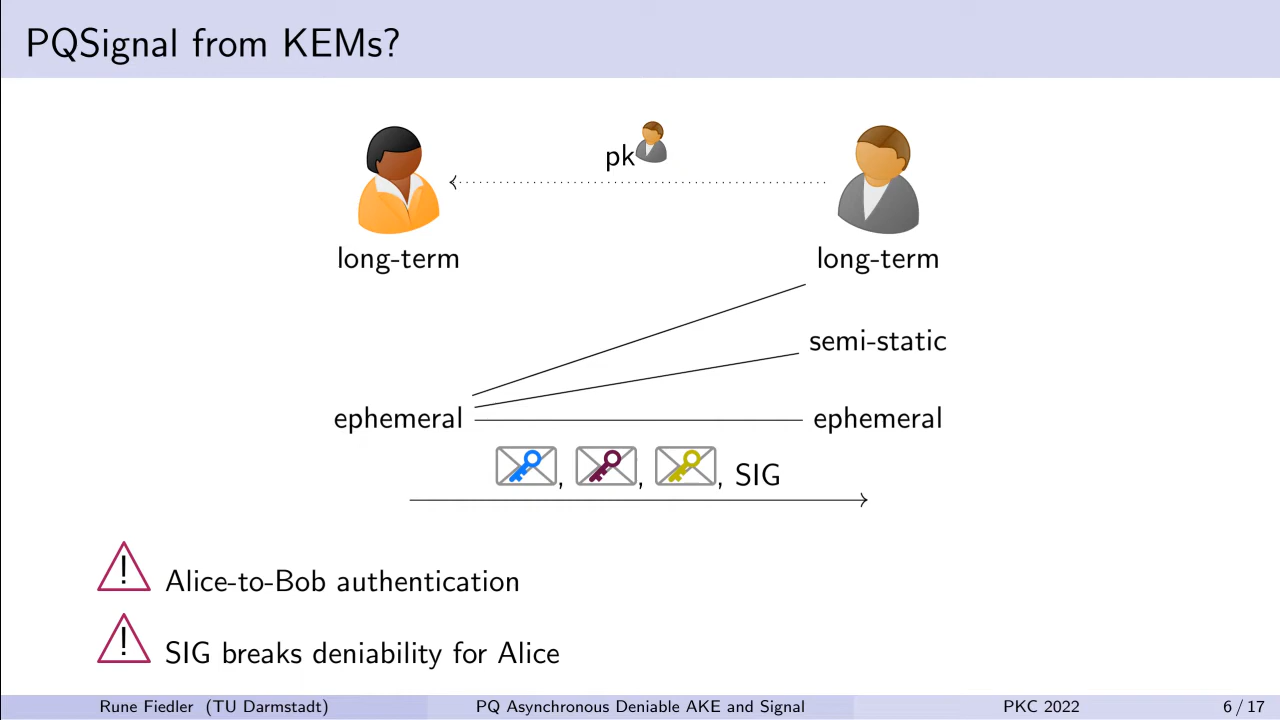 PQSignal from KEMs?
pk
long-term long-term
semi-static
ephemeral ephemeral
, , , SIG
! Alice-to-Bob authentication
! SIG breaks deniability for Alice
Rune Fiedler (TU Darmstadt) PQ Asynchronous Deniable AKE and Signal PKC 2022 6 / 17